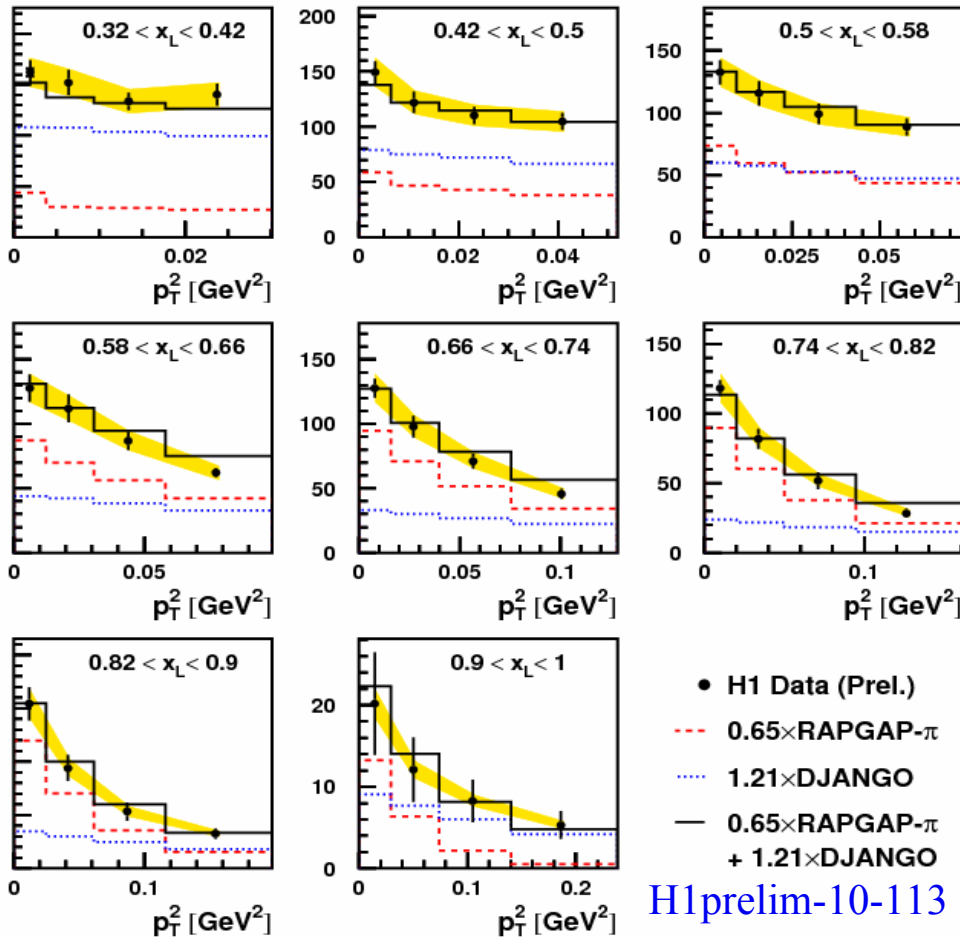 0.32 < x_L < 0.42
0 0.02
p_T^2 [GeV^2]
0.42 < x_L < 0.5
200
150
100
50
0
0 0.02 0.04
p_T^2 [GeV^2]
0.5 < x_L < 0.58
150
100
50
0
0 0.025 0.05
p_T^2 [GeV^2]
0.58 < x_L < 0.66
0 0.05
p_T^2 [GeV^2]
0.66 < x_L < 0.74
150
100
50
0
0 0.05 0.1
p_T^2 [GeV^2]
0.74 < x_L < 0.82
150
100
50
0
0 0.1
p_T^2 [GeV^2]
0.82 < x_L < 0.9
0 0.1
p_T^2 [GeV^2]
0.9 < x_L < 1
20
10
0
0 0.1 0.2
p_T^2 [GeV^2]
H1 Data (Prel.)
0.65×RAPGAP-π
1.21×DJANGO
0.65×RAPGAP-π
+ 1.21×DJANGO
H1prelim-10-113